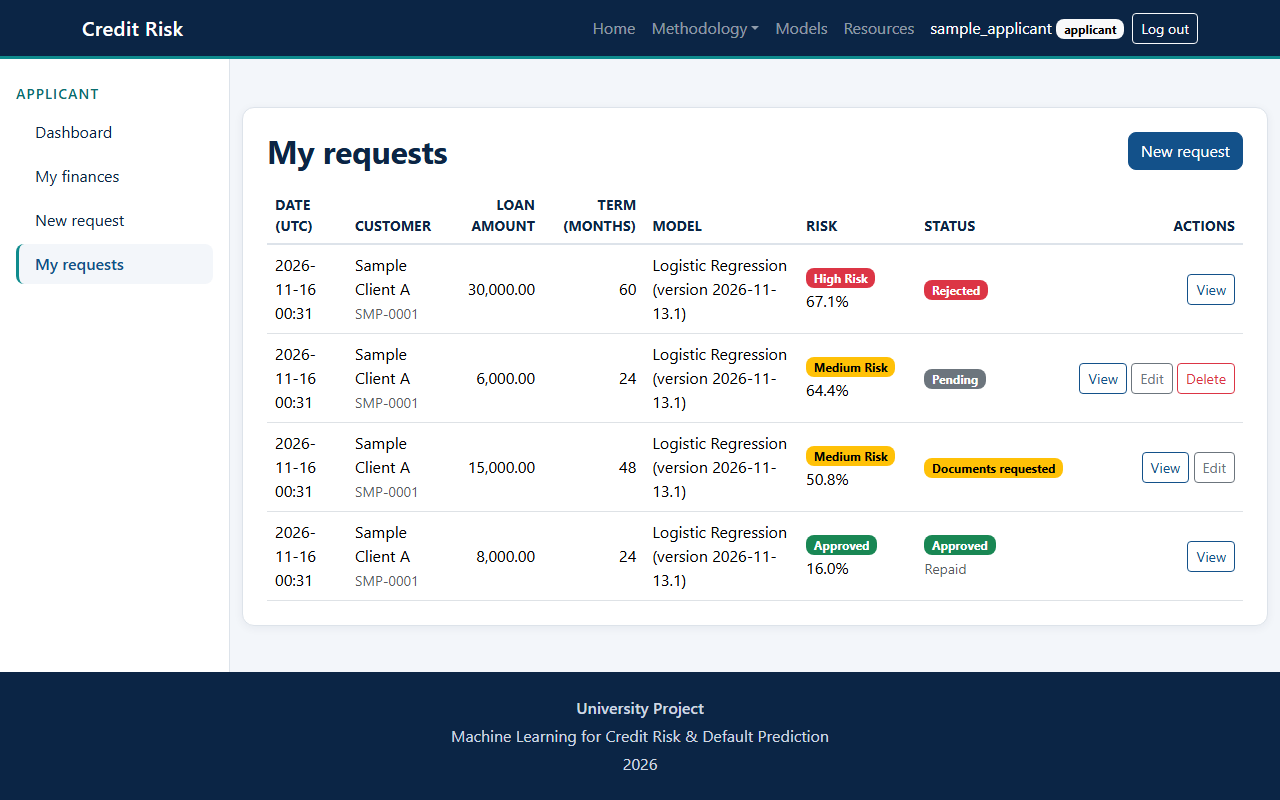 Credit Risk
Home Methodology Models Resources sample_applicant applicant Log out
APPLICANT
Dashboard
My finances
New request
My requests
My requests
New request
DATE (UTC) CUSTOMER LOAN AMOUNT TERM (MONTHS) MODEL RISK STATUS ACTIONS
2026-11-16 00:31 Sample Client A SMP-0001 30,000.00 60 Logistic Regression (version 2026-11-13.1) High Risk 67.1% Rejected View
2026-11-16 00:31 Sample Client A SMP-0001 6,000.00 24 Logistic Regression (version 2026-11-13.1) Medium Risk 64.4% Pending View Edit Delete
2026-11-16 00:31 Sample Client A SMP-0001 15,000.00 48 Logistic Regression (version 2026-11-13.1) Medium Risk 50.8% Documents requested View Edit
2026-11-16 00:31 Sample Client A SMP-0001 8,000.00 24 Logistic Regression (version 2026-11-13.1) Approved 16.0% Approved Repaid View
University Project
Machine Learning for Credit Risk & Default Prediction
2026